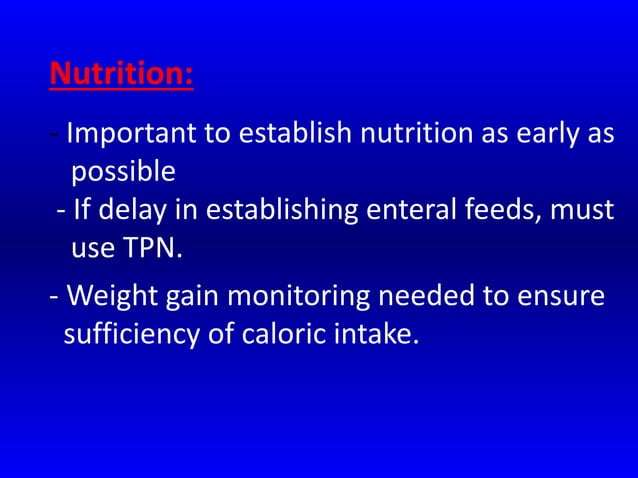 Nutrition:
- Important to establish nutrition as early as
possible
- If delay in establishing enteral feeds, must
use TPN.
- Weight gain monitoring needed to ensure
sufficiency of caloric intake.